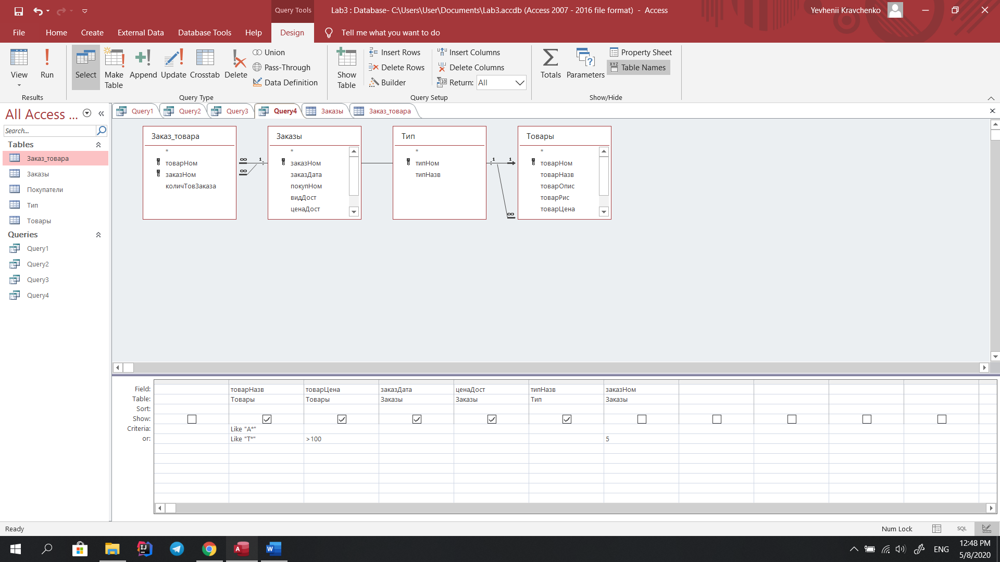 Query Tools
Lab3 : Database- C:\Users\User\Documents\Lab3.accdb (Access 2007 - 2016 file format) - Access
Yevhenii Kravchenko
File
Home
Create
External Data
Database Tools
Help
Design
Tell me what you want to do
View
Run
Select
Make Table
Append
Update
Crosstab
Delete
Union
Pass-Through
Data Definition
Show Table
Insert Rows
Delete Rows
Builder
Insert Columns
Delete Columns
Return: All
Totals
Parameters
Property Sheet
Table Names
Results
Query Type
Query Setup
Show/Hide
All Access ...
Search...
Tables
Заказ_товара
Заказы
Покупатели
Тип
Товары
Queries
Query1
Query2
Query3
Query4
Query1
Query2
Query3
Query4
Заказы
Заказ_товара
Заказ_товара
*
товарНом
заказНом
количТовЗаказа
∞
∞
1
Заказы
*
заказНом
заказДата
покупНом
видДост
ценаДост
Тип
*
типНом
типНазв
1
1
∞
Товары
*
товарНом
товарНазв
товарОпис
товарРис
товарЦена
Field: товарНазв товарЦена заказДата ценаДост типНазв заказНом
Table: Товары Товары Заказы Заказы Тип Заказы
Sort:
Show:
Criteria: Like "А*"
or: Like "Т*" >100 5
Ready
Num Lock
SQL
ENG
12:48 PM
5/8/2020